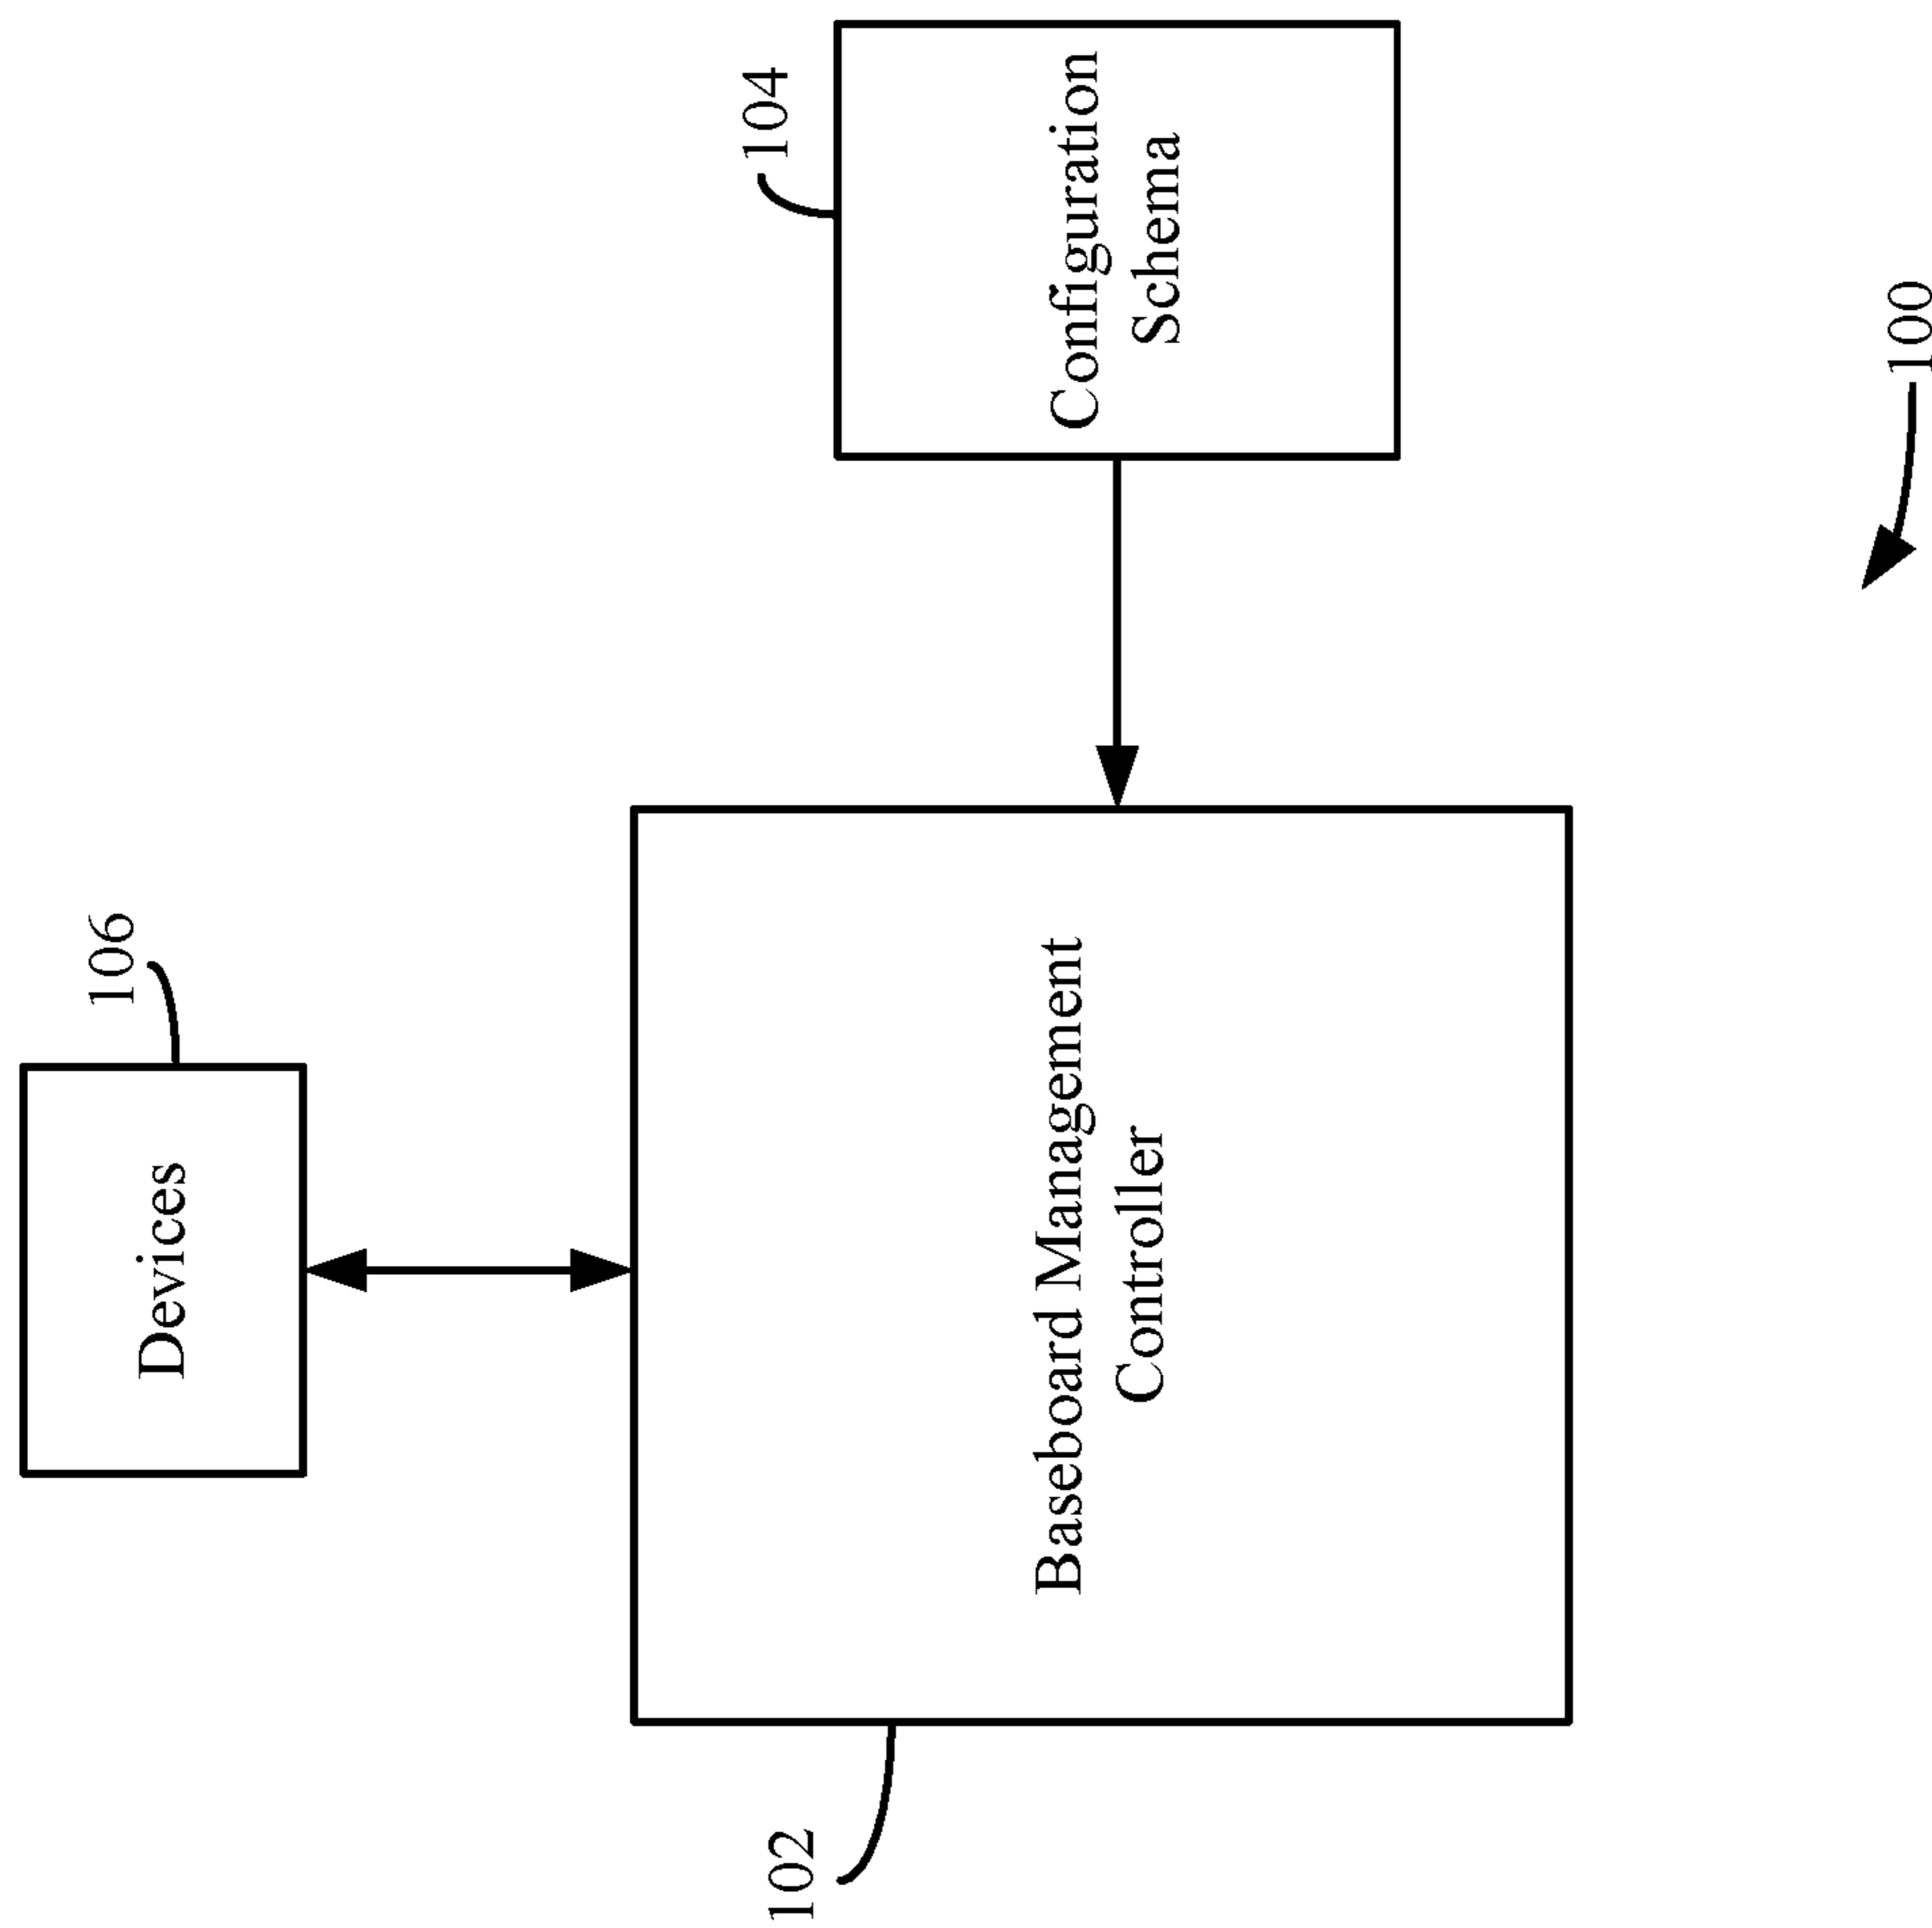 106
Devices
102
Baseboard Management
Controller
104
Configuration
Schema
100